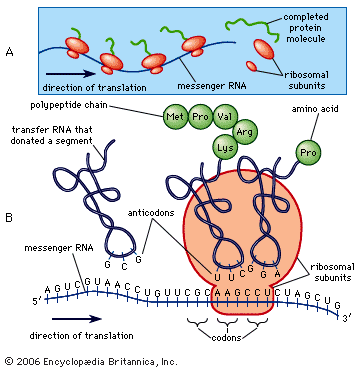 completed
protein
molecule
A
direction of translation
messenger RNA
ribosomal
subunits
polypeptide chain
amino acid
Met Pro Val
Arg
Lys
Pro
transfer RNA that
donated a segment
B
anticodons
G C G
U U C G G A
messenger RNA
ribosomal
subunits
5′ A G U C G U A A C C U G U U C G C A A G C C U C U A G C U G 3′
direction of translation
codons
© 2006 Encyclopædia Britannica, Inc.